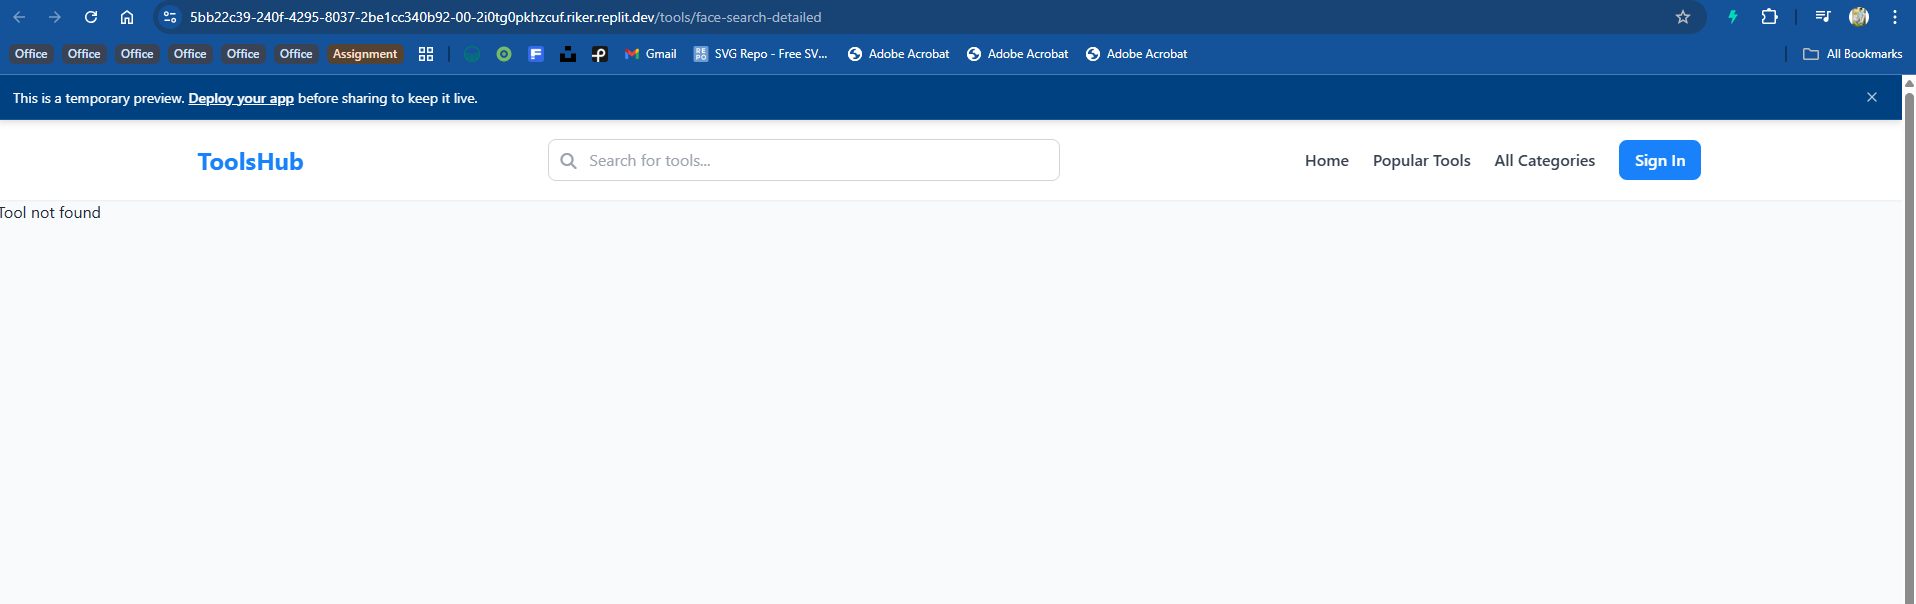 5bb22c39-240f-4295-8037-2be1cc340b92-00-2i0tg0pkhzcuf.riker.replit.dev/tools/face-search-detailed
Office Office Office Office Office Office Assignment Gmail SVG Repo - Free SV... Adobe Acrobat Adobe Acrobat Adobe Acrobat All Bookmarks
This is a temporary preview. Deploy your app before sharing to keep it live.
ToolsHub Search for tools... Home Popular Tools All Categories Sign In
Tool not found